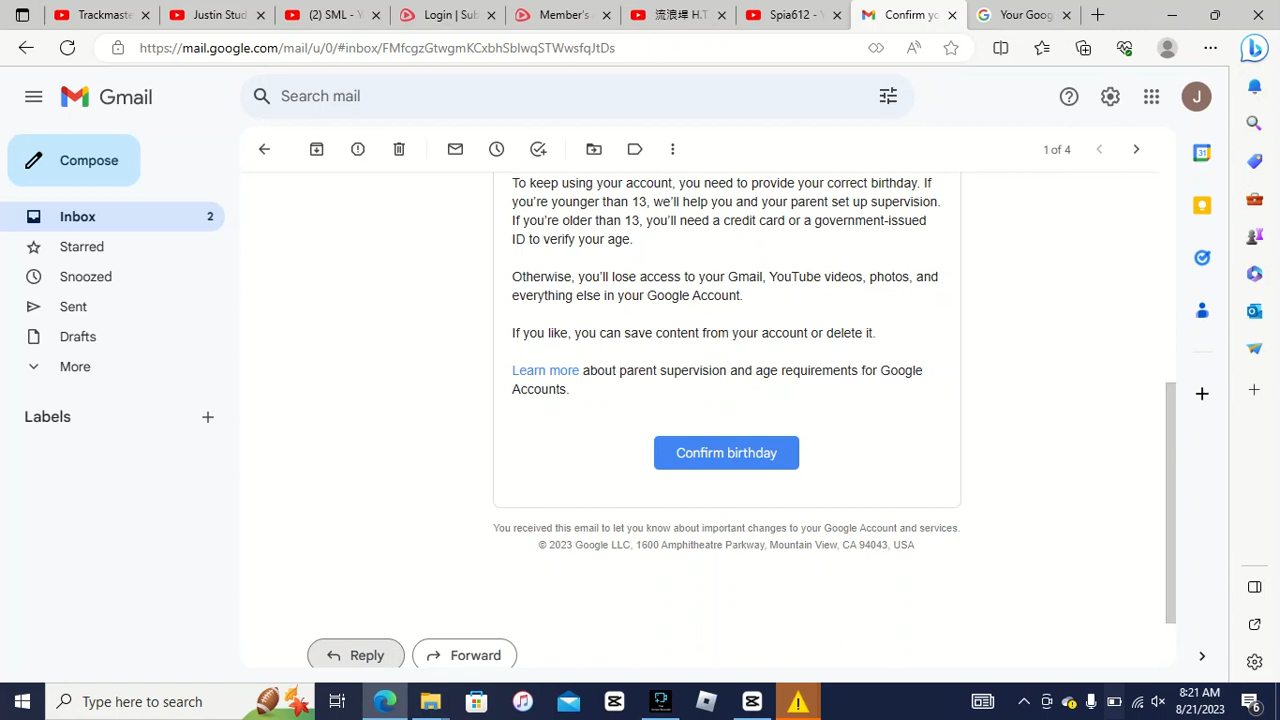 Trackmaste
Justin Stud
(2) SML - Y
Login | Sub
Member's A
流浪埠 H.T
Spia612 - Y
Confirm yo
Your Goog
https://mail.google.com/mail/u/0/#inbox/FMfcgzGtwgmKCxbhSblwqSTWwsfqJtDs
Gmail
Search mail
J
Compose
1 of 4
31
Inbox 2
Starred
Snoozed
Sent
Drafts
More
Labels
To keep using your account, you need to provide your correct birthday. If
you’re younger than 13, we’ll help you and your parent set up supervision.
If you’re older than 13, you’ll need a credit card or a government-issued
ID to verify your age.
Otherwise, you’ll lose access to your Gmail, YouTube videos, photos, and
everything else in your Google Account.
If you like, you can save content from your account or delete it.
Learn more about parent supervision and age requirements for Google
Accounts.
Confirm birthday
You received this email to let you know about important changes to your Google Account and services.
© 2023 Google LLC, 1600 Amphitheatre Parkway, Mountain View, CA 94043, USA
Reply
Forward
Type here to search
8:21 AM
8/21/2023
6